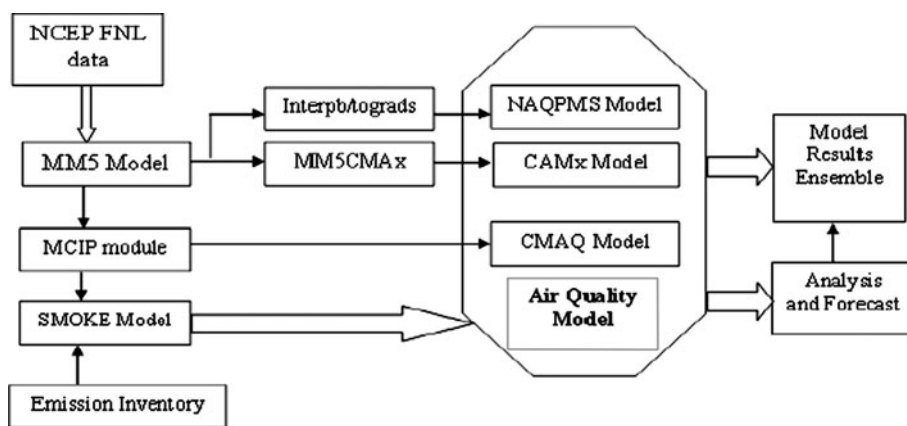 NCEP FNL
data
Interpb/tograds
NAQPMS Model
Model
Results
Ensemble
MM5 Model
MM5CMAx
CAMx Model
MCIP module
CMAQ Model
Air Quality
Model
Analysis
and Forecast
SMOKE Model
Emission Inventory